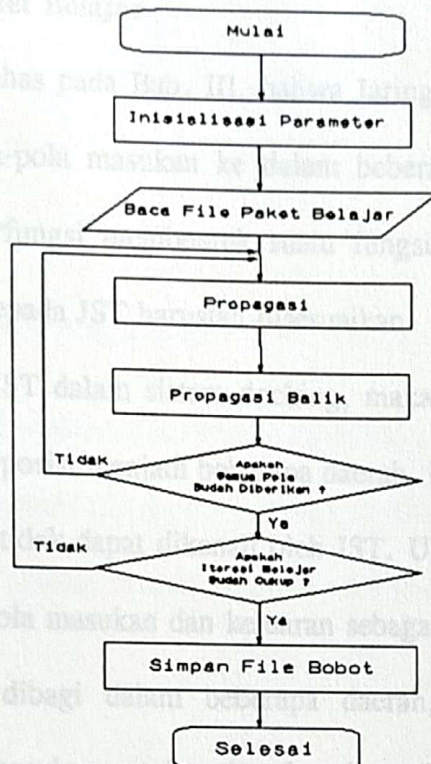 Mulai
Inisialisasi Parameter
Baca File Paket Belajar
Propagasi
Propagasi Balik
Tidak
Apakah
Semua Pola
Sudah Diberikan ?
Ya
Tidak
Apakah
Iterasi Belajar
Sudah Cukup ?
Ya
Simpan File Bobot
Selesai